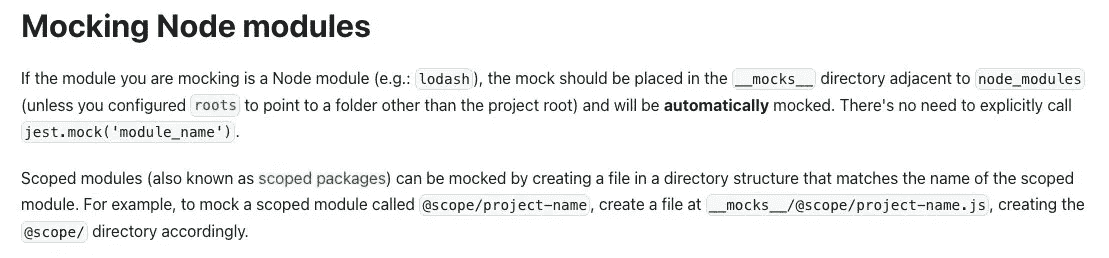 Mocking Node modules
If the module you are mocking is a Node module (e.g.: lodash), the mock should be placed in the __mocks__ directory adjacent to node_modules
(unless you configured roots to point to a folder other than the project root) and will be automatically mocked. There's no need to explicitly call
jest.mock('module_name').
Scoped modules (also known as scoped packages) can be mocked by creating a file in a directory structure that matches the name of the scoped
module. For example, to mock a scoped module called @scope/project-name, create a file at __mocks__/@scope/project-name.js, creating the
@scope/ directory accordingly.